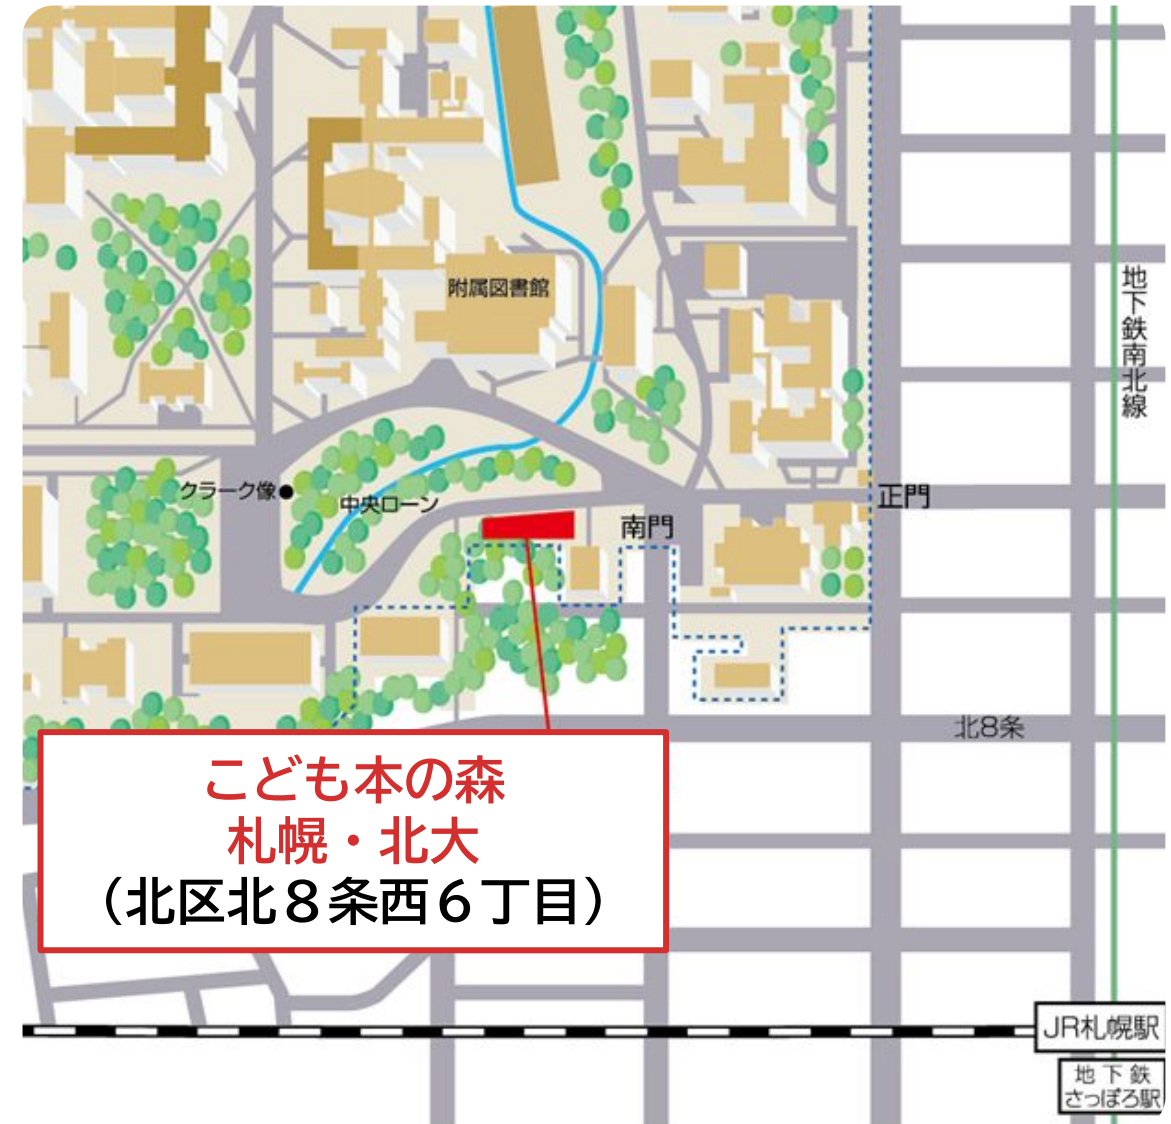 附属図書館
地下鉄南北線
クラーク像
中央ローン
正門
南門
北8条
こども本の森
札幌・北大
（北区北８条西６丁目）
JR札幌駅
地下鉄
さっぽろ駅